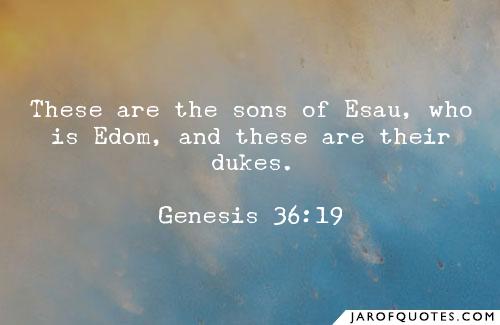 These are the sons of Esau, who
is Edom, and these are their
dukes.
Genesis 36:19
JAROFQUOTES.COM